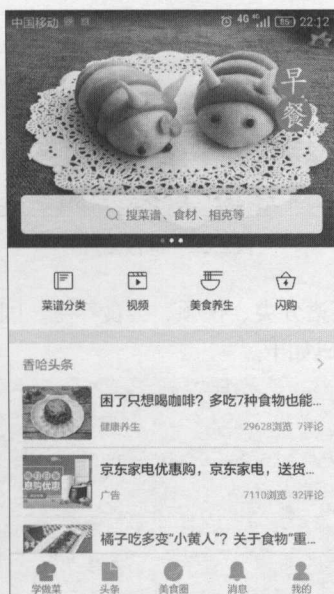 中国移动
4G 85 22:12
早餐
搜菜谱、食材、相克等
菜谱分类 视频 美食养生 闪购
香哈头条
困了只想喝咖啡？多吃7种食物也能...
健康养生 29628浏览 7评论
京东家电优惠购，京东家电，送货...
广告 7110浏览 32评论
橘子吃多变“小黄人”？关于食物“重...
学做菜 头条 美食圈 消息 我的